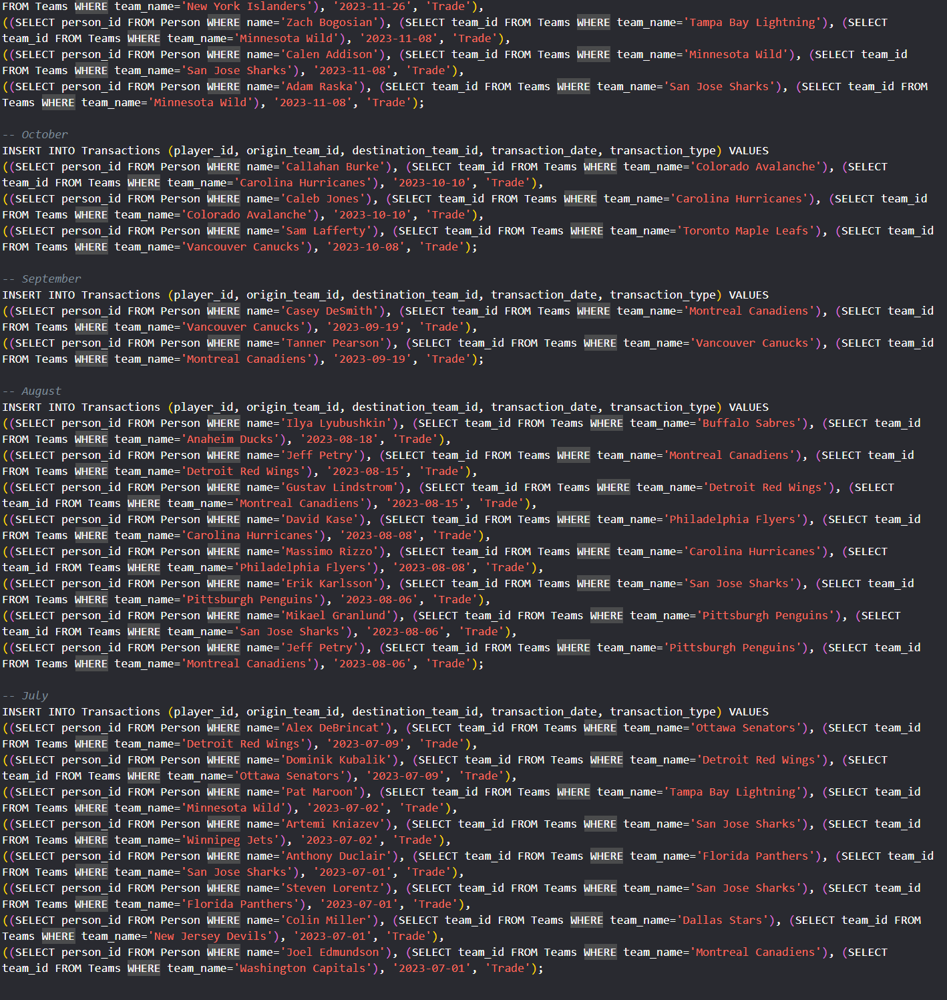 FROM Teams WHERE team_name='New York Islanders'), '2023-11-26', 'Trade'),
((SELECT person_id FROM Person WHERE name='Zach Bogosian'), (SELECT team_id FROM Teams WHERE team_name='Tampa Bay Lightning'), (SELECT
team_id FROM Teams WHERE team_name='Minnesota Wild'), '2023-11-08', 'Trade'),
((SELECT person_id FROM Person WHERE name='Calen Addison'), (SELECT team_id FROM Teams WHERE team_name='Minnesota Wild'), (SELECT team_id
FROM Teams WHERE team_name='San Jose Sharks'), '2023-11-08', 'Trade'),
((SELECT person_id FROM Person WHERE name='Adam Raska'), (SELECT team_id FROM Teams WHERE team_name='San Jose Sharks'), (SELECT team_id FROM
Teams WHERE team_name='Minnesota Wild'), '2023-11-08', 'Trade');
-- October
INSERT INTO Transactions (player_id, origin_team_id, destination_team_id, transaction_date, transaction_type) VALUES
((SELECT person_id FROM Person WHERE name='Callahan Burke'), (SELECT team_id FROM Teams WHERE team_name='Colorado Avalanche'), (SELECT
team_id FROM Teams WHERE team_name='Carolina Hurricanes'), '2023-10-10', 'Trade'),
((SELECT person_id FROM Person WHERE name='Caleb Jones'), (SELECT team_id FROM Teams WHERE team_name='Carolina Hurricanes'), (SELECT team_id
FROM Teams WHERE team_name='Colorado Avalanche'), '2023-10-10', 'Trade'),
((SELECT person_id FROM Person WHERE name='Sam Lafferty'), (SELECT team_id FROM Teams WHERE team_name='Toronto Maple Leafs'), (SELECT team_id
FROM Teams WHERE team_name='Vancouver Canucks'), '2023-10-08', 'Trade');
-- September
INSERT INTO Transactions (player_id, origin_team_id, destination_team_id, transaction_date, transaction_type) VALUES
((SELECT person_id FROM Person WHERE name='Casey DeSmith'), (SELECT team_id FROM Teams WHERE team_name='Montreal Canadiens'), (SELECT team_id
FROM Teams WHERE team_name='Vancouver Canucks'), '2023-09-19', 'Trade'),
((SELECT person_id FROM Person WHERE name='Tanner Pearson'), (SELECT team_id FROM Teams WHERE team_name='Vancouver Canucks'), (SELECT team_id
FROM Teams WHERE team_name='Montreal Canadiens'), '2023-09-19', 'Trade');
-- August
INSERT INTO Transactions (player_id, origin_team_id, destination_team_id, transaction_date, transaction_type) VALUES
((SELECT person_id FROM Person WHERE name='Ilya Lyubushkin'), (SELECT team_id FROM Teams WHERE team_name='Buffalo Sabres'), (SELECT team_id
FROM Teams WHERE team_name='Anaheim Ducks'), '2023-08-18', 'Trade'),
((SELECT person_id FROM Person WHERE name='Jeff Petry'), (SELECT team_id FROM Teams WHERE team_name='Montreal Canadiens'), (SELECT team_id
FROM Teams WHERE team_name='Detroit Red Wings'), '2023-08-15', 'Trade'),
((SELECT person_id FROM Person WHERE name='Gustav Lindstrom'), (SELECT team_id FROM Teams WHERE team_name='Detroit Red Wings'), (SELECT
team_id FROM Teams WHERE team_name='Montreal Canadiens'), '2023-08-15', 'Trade'),
((SELECT person_id FROM Person WHERE name='David Kase'), (SELECT team_id FROM Teams WHERE team_name='Philadelphia Flyers'), (SELECT team_id
FROM Teams WHERE team_name='Carolina Hurricanes'), '2023-08-08', 'Trade'),
((SELECT person_id FROM Person WHERE name='Massimo Rizzo'), (SELECT team_id FROM Teams WHERE team_name='Carolina Hurricanes'), (SELECT
team_id FROM Teams WHERE team_name='Philadelphia Flyers'), '2023-08-08', 'Trade'),
((SELECT person_id FROM Person WHERE name='Erik Karlsson'), (SELECT team_id FROM Teams WHERE team_name='San Jose Sharks'), (SELECT team_id
FROM Teams WHERE team_name='Pittsburgh Penguins'), '2023-08-06', 'Trade'),
((SELECT person_id FROM Person WHERE name='Mikael Granlund'), (SELECT team_id FROM Teams WHERE team_name='Pittsburgh Penguins'), (SELECT
team_id FROM Teams WHERE team_name='San Jose Sharks'), '2023-08-06', 'Trade'),
((SELECT person_id FROM Person WHERE name='Jeff Petry'), (SELECT team_id FROM Teams WHERE team_name='Pittsburgh Penguins'), (SELECT team_id
FROM Teams WHERE team_name='Montreal Canadiens'), '2023-08-06', 'Trade');
-- July
INSERT INTO Transactions (player_id, origin_team_id, destination_team_id, transaction_date, transaction_type) VALUES
((SELECT person_id FROM Person WHERE name='Alex DeBrincat'), (SELECT team_id FROM Teams WHERE team_name='Ottawa Senators'), (SELECT team_id
FROM Teams WHERE team_name='Detroit Red Wings'), '2023-07-09', 'Trade'),
((SELECT person_id FROM Person WHERE name='Dominik Kubalik'), (SELECT team_id FROM Teams WHERE team_name='Detroit Red Wings'), (SELECT
team_id FROM Teams WHERE team_name='Ottawa Senators'), '2023-07-09', 'Trade'),
((SELECT person_id FROM Person WHERE name='Pat Maroon'), (SELECT team_id FROM Teams WHERE team_name='Tampa Bay Lightning'), (SELECT team_id
FROM Teams WHERE team_name='Minnesota Wild'), '2023-07-02', 'Trade'),
((SELECT person_id FROM Person WHERE name='Artemi Kniazev'), (SELECT team_id FROM Teams WHERE team_name='San Jose Sharks'), (SELECT team_id
FROM Teams WHERE team_name='Winnipeg Jets'), '2023-07-02', 'Trade'),
((SELECT person_id FROM Person WHERE name='Anthony Duclair'), (SELECT team_id FROM Teams WHERE team_name='Florida Panthers'), (SELECT team_id
FROM Teams WHERE team_name='San Jose Sharks'), '2023-07-01', 'Trade'),
((SELECT person_id FROM Person WHERE name='Steven Lorentz'), (SELECT team_id FROM Teams WHERE team_name='San Jose Sharks'), (SELECT team_id
FROM Teams WHERE team_name='Florida Panthers'), '2023-07-01', 'Trade'),
((SELECT person_id FROM Person WHERE name='Colin Miller'), (SELECT team_id FROM Teams WHERE team_name='Dallas Stars'), (SELECT team_id FROM
Teams WHERE team_name='New Jersey Devils'), '2023-07-01', 'Trade'),
((SELECT person_id FROM Person WHERE name='Joel Edmundson'), (SELECT team_id FROM Teams WHERE team_name='Montreal Canadiens'), (SELECT
team_id FROM Teams WHERE team_name='Washington Capitals'), '2023-07-01', 'Trade');